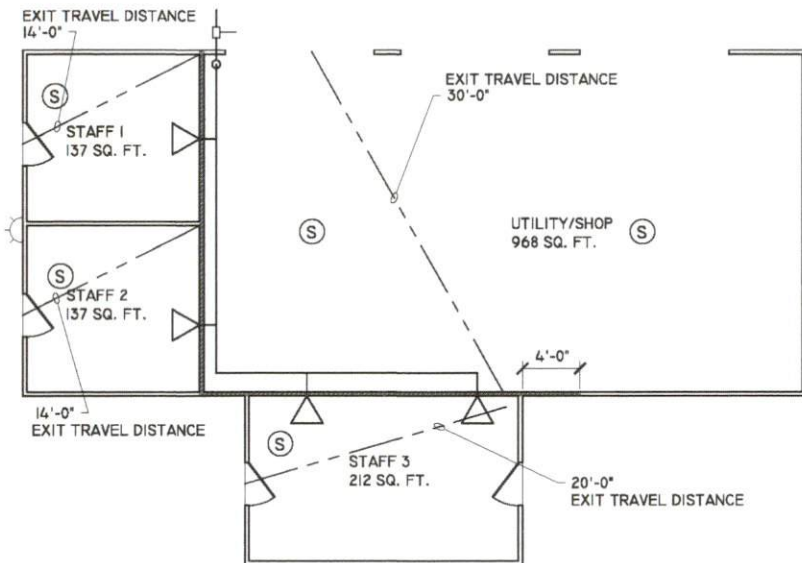 EXIT TRAVEL DISTANCE
14'-0"
EXIT TRAVEL DISTANCE
30'-0"
S
STAFF 1
137 SQ. FT.
S
UTILITY/SHOP
968 SQ. FT.
S
S
STAFF 2
137 SQ. FT.
4'-0"
14'-0"
EXIT TRAVEL DISTANCE
S
STAFF 3
212 SQ. FT.
20'-0"
EXIT TRAVEL DISTANCE